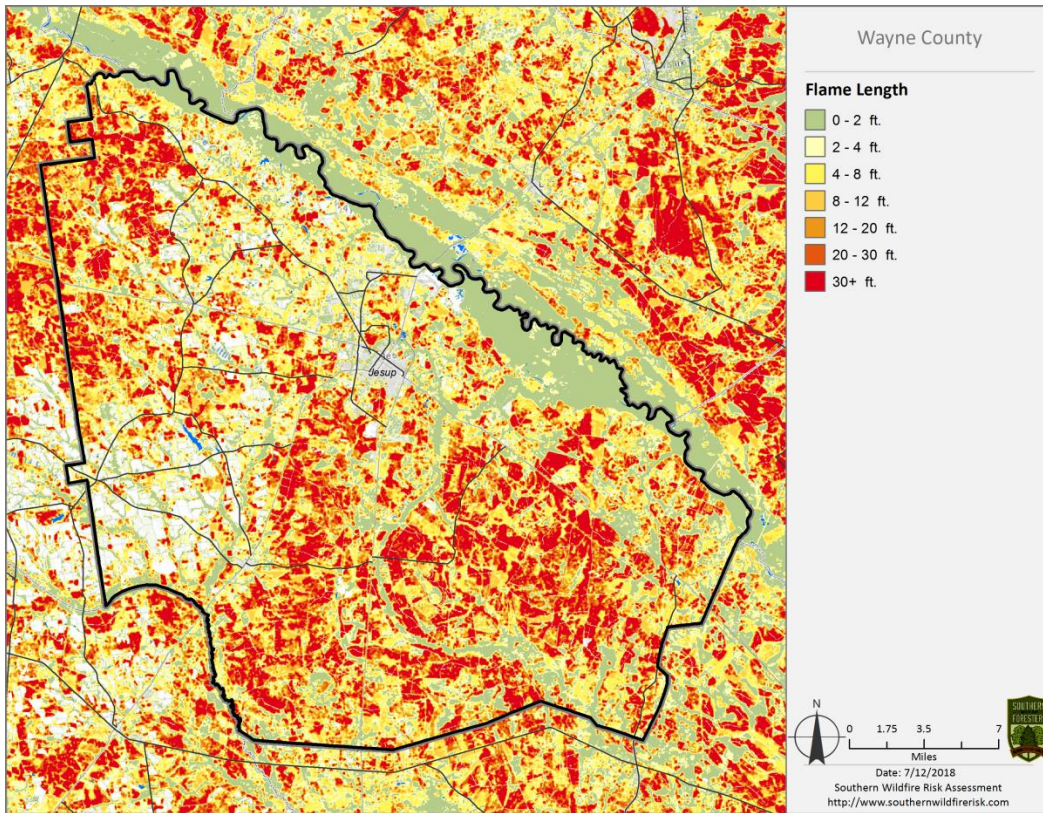 Wayne County
Flame Length
0 - 2 ft.
2 - 4 ft.
4 - 8 ft.
8 - 12 ft.
12 - 20 ft.
20 - 30 ft.
30+ ft.
Jesup
N
0 1.75 3.5 7
Miles
Date: 7/12/2018
Southern Wildfire Risk Assessment
http://www.southernwildfirerisk.com
SOUTHERN
FORESTERS